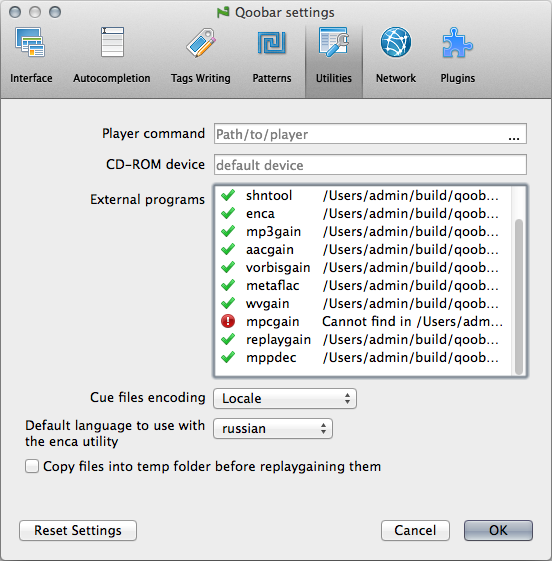 Qoobar settings
Interface Autocompletion Tags Writing Patterns Utilities Network Plugins
Player command Path/to/player ...
CD-ROM device default device
External programs
shntool /Users/admin/build/qoob...
enca /Users/admin/build/qoob...
mp3gain /Users/admin/build/qoob...
aacgain /Users/admin/build/qoob...
vorbisgain /Users/admin/build/qoob...
metaflac /Users/admin/build/qoob...
wvgain /Users/admin/build/qoob...
mpcgain Cannot find in /Users/adm...
replaygain /Users/admin/build/qoob...
mppdec /Users/admin/build/qoob...
Cue files encoding Locale
Default language to use with
the enca utility russian
Copy files into temp folder before replaygaining them
Reset Settings Cancel OK